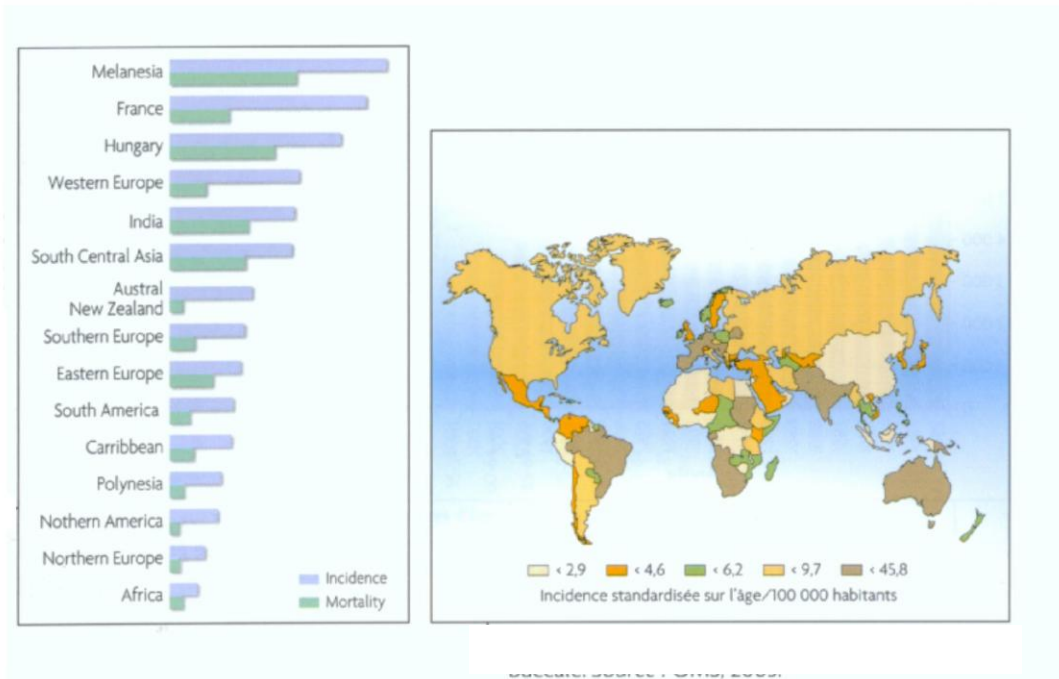 Melanesia
France
Hungary
Western Europe
India
South Central Asia
Austral
New Zealand
Southern Europe
Eastern Europe
South America
Carribbean
Polynesia
Nothern America
Northern Europe
Africa
Incidence
Mortality
< 2,9 < 4,6 < 6,2 < 9,7 < 45,8
Incidence standardisée sur l'âge/100 000 habitants